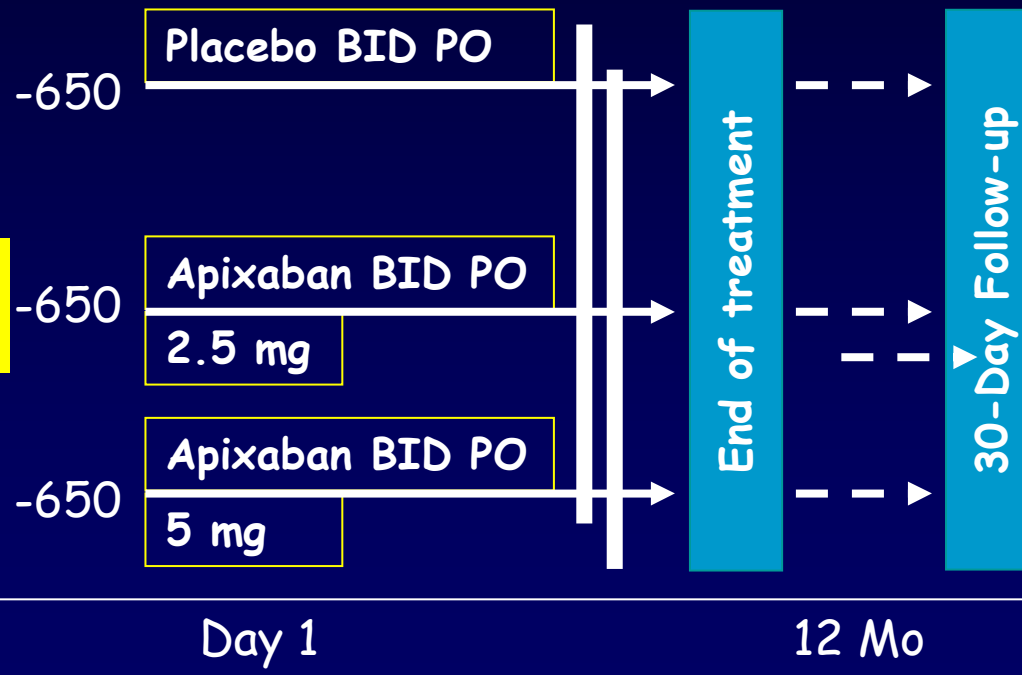 Placebo BID PO
-650
Apixaban BID PO
-650
2.5 mg
Apixaban BID PO
-650
5 mg
End of treatment
30-Day Follow-up
Day 1
12 Mo